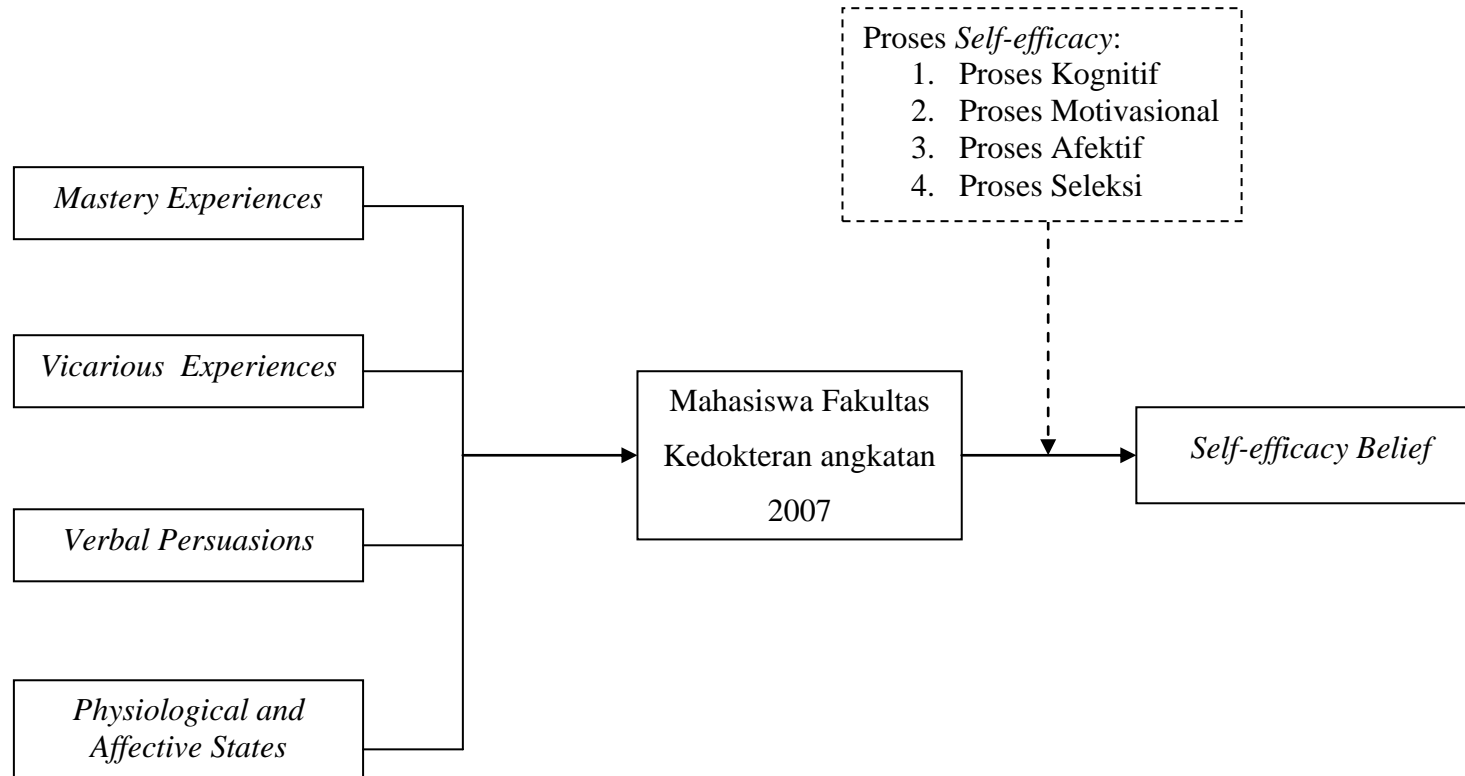 Proses Self-efficacy:
1. Proses Kognitif
2. Proses Motivasional
3. Proses Afektif
4. Proses Seleksi
Mastery Experiences
Vicarious Experiences
Verbal Persuasions
Physiological and
Affective States
Mahasiswa Fakultas
Kedokteran angkatan
2007
Self-efficacy Belief